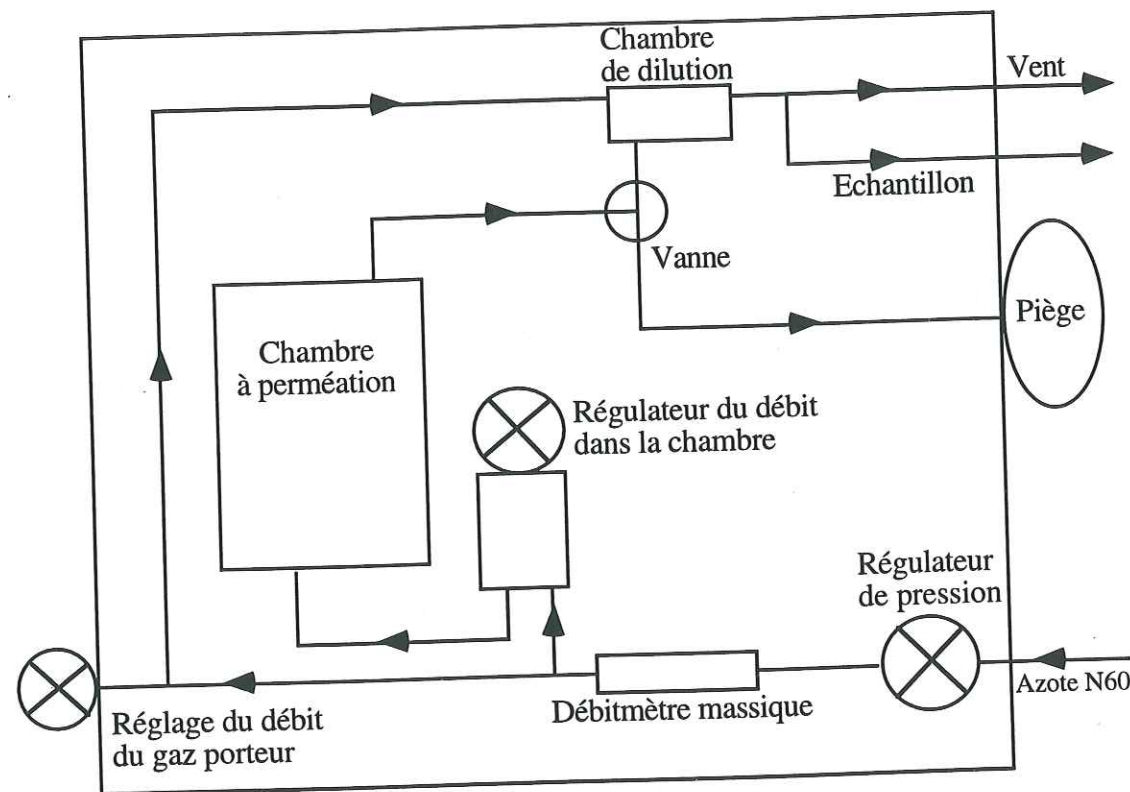 Chambre
de dilution
Vent
Echantillon
Vanne
Piège
Chambre
à perméation
Régulateur du débit
dans la chambre
Régulateur
de pression
Azote N60
Débitmètre massique
Réglage du débit
du gaz porteur